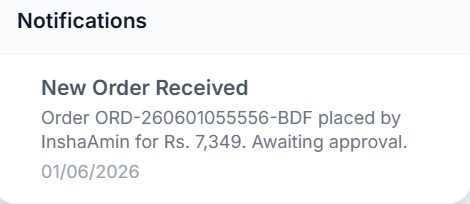 Notifications
New Order Received
Order ORD-260601055556-BDF placed by
InshaAmin for Rs. 7,349. Awaiting approval.
01/06/2026